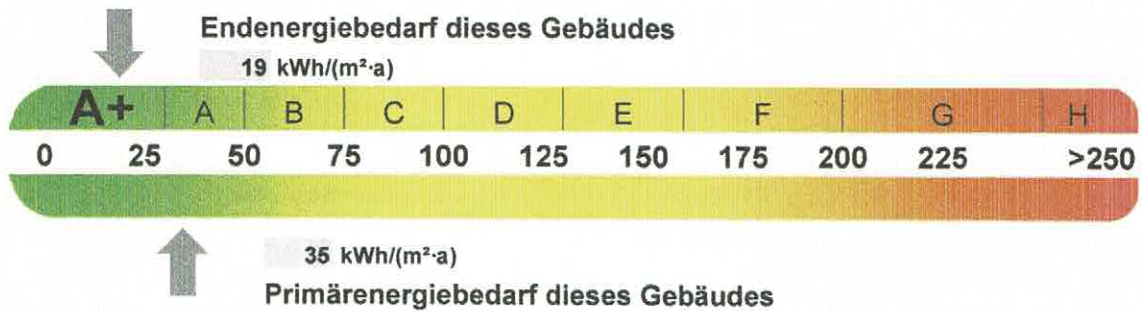 Endenergiebedarf dieses Gebäudes
19 kWh/(m²·a)
A+ A B C D E F G H
0 25 50 75 100 125 150 175 200 225 >250
35 kWh/(m²·a)
Primärenergiebedarf dieses Gebäudes